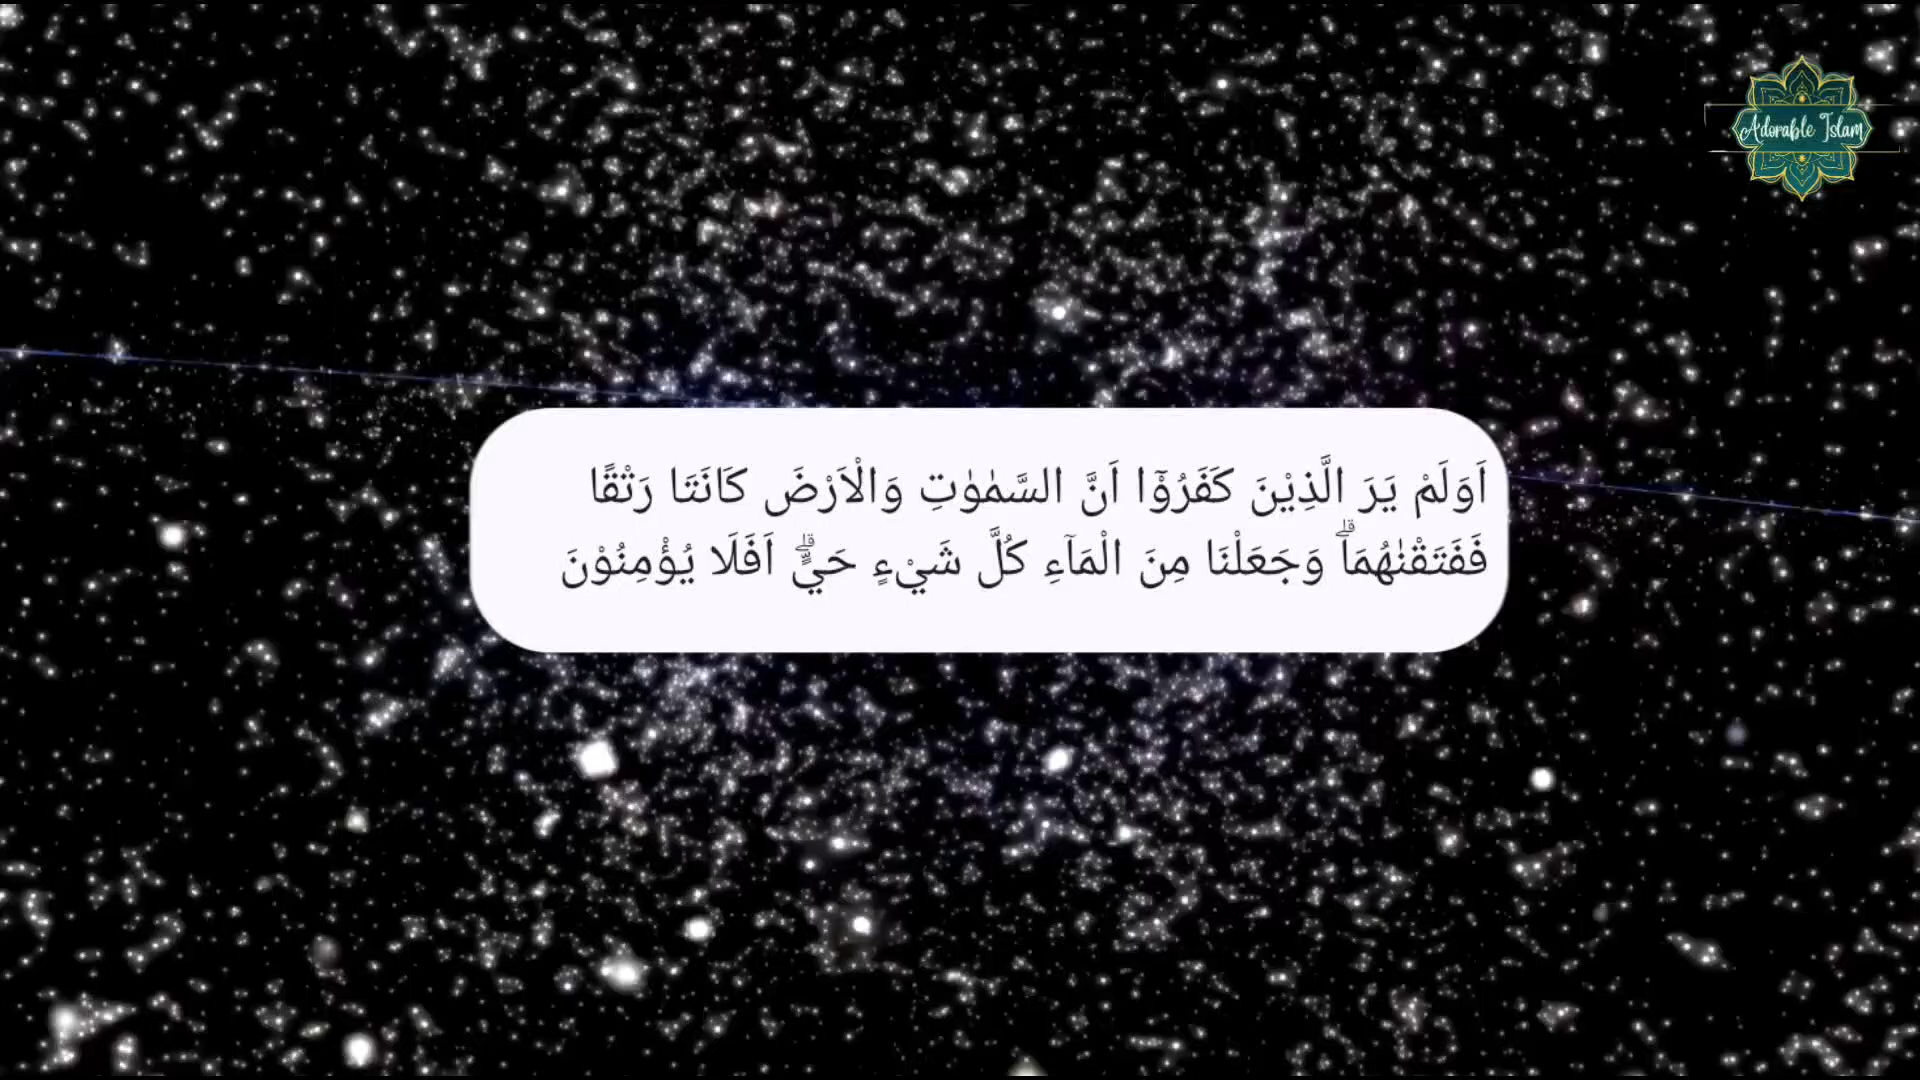 Adorable Islam
اَوَلَمْ يَرَ الَّذِيْنَ كَفَرُوْٓا اَنَّ السَّمٰوٰتِ وَالْاَرْضَ كَانَتَا رَتْقًا
فَفَتَقْنٰهُمَاۗ وَجَعَلْنَا مِنَ الْمَاۤءِ كُلَّ شَيْءٍ حَيٍّۗ اَفَلَا يُؤْمِنُوْنَ